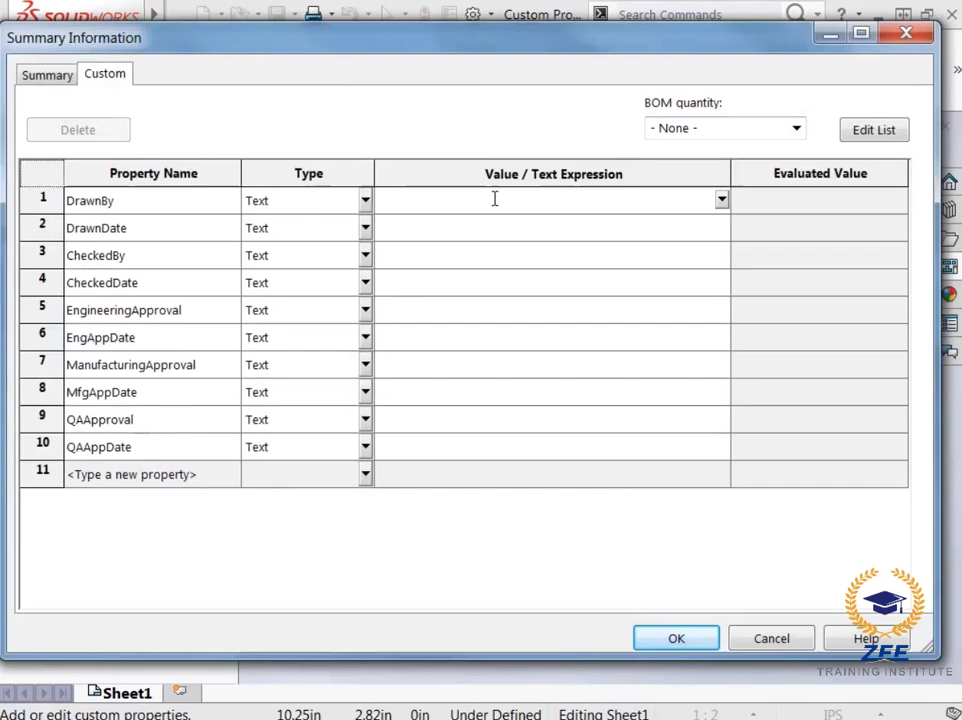 SOLIDWORKS
Custom Pro...
Search Commands
?
Summary Information
Summary
Custom
BOM quantity:
Delete
- None -
Edit List
Property Name
Type
Value / Text Expression
Evaluated Value
1
DrawnBy
Text
2
DrawnDate
Text
3
CheckedBy
Text
4
CheckedDate
Text
5
EngineeringApproval
Text
6
EngAppDate
Text
7
ManufacturingApproval
Text
8
MfgAppDate
Text
9
QAApproval
Text
10
QAAppDate
Text
11
<Type a new property>
OK
Cancel
Help
ZFE
TRAINING INSTITUTE
Sheet1
Add or edit custom properties.
10.25in
2.82in
0in
Under Defined
Editing Sheet1
1 : 2
IPS